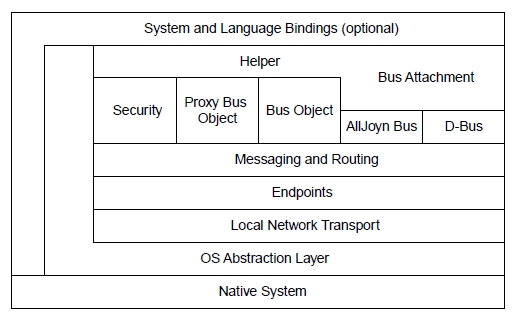 System and Language Bindings (optional)
Helper
Bus Attachment
Security
Proxy Bus
Object
Bus Object
AllJoyn Bus
D-Bus
Messaging and Routing
Endpoints
Local Network Transport
OS Abstraction Layer
Native System